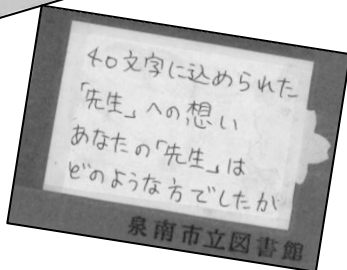 40文字に込められた
「先生」への想い
あなたの「先生」は
どのような方でしたか
泉南市立図書館